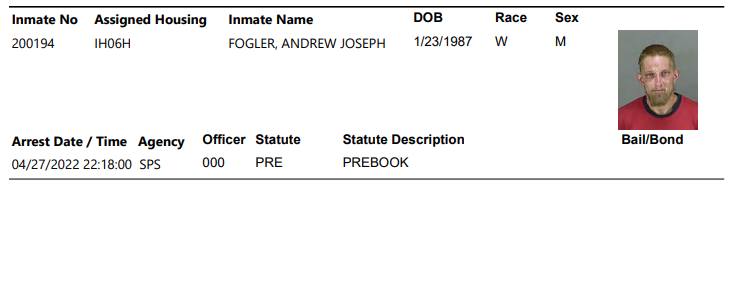 Inmate No Assigned Housing Inmate Name DOB Race Sex
200194 IH06H FOGLER, ANDREW JOSEPH 1/23/1987 W M
Arrest Date / Time Agency Officer Statute Statute Description Bail/Bond
04/27/2022 22:18:00 SPS 000 PRE PREBOOK